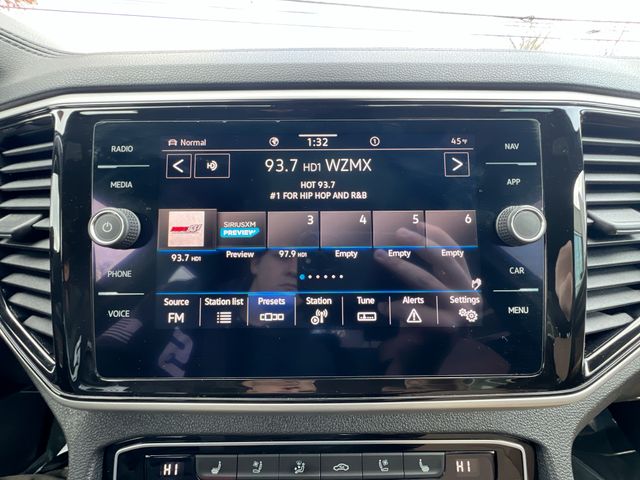 RADIO
MEDIA
PHONE
VOICE
NAV
APP
CAR
MENU
Normal 1:32 45°F
93.7 HD1 WZMX
HOT 93.7
#1 FOR HIP HOP AND R&B
SIRIUSXM
PREVIEW
3 4 5 6
93.7 HD1 Preview 97.9 HD1 Empty Empty Empty
Source Station list Presets Station Tune Alerts Settings
FM
HI HI